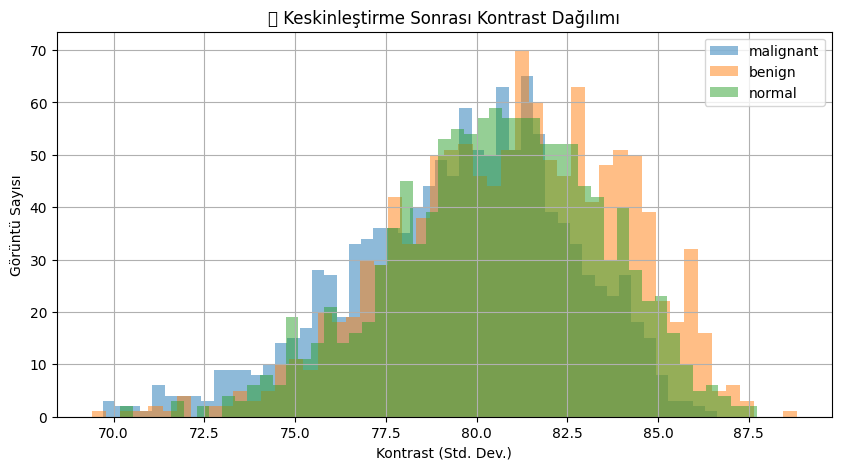 Keskinleştirme Sonrası Kontrast Dağılımı
malignant
benign
normal
Görüntü Sayısı
70
60
50
40
30
20
10
0
70.0 72.5 75.0 77.5 80.0 82.5 85.0 87.5
Kontrast (Std. Dev.)